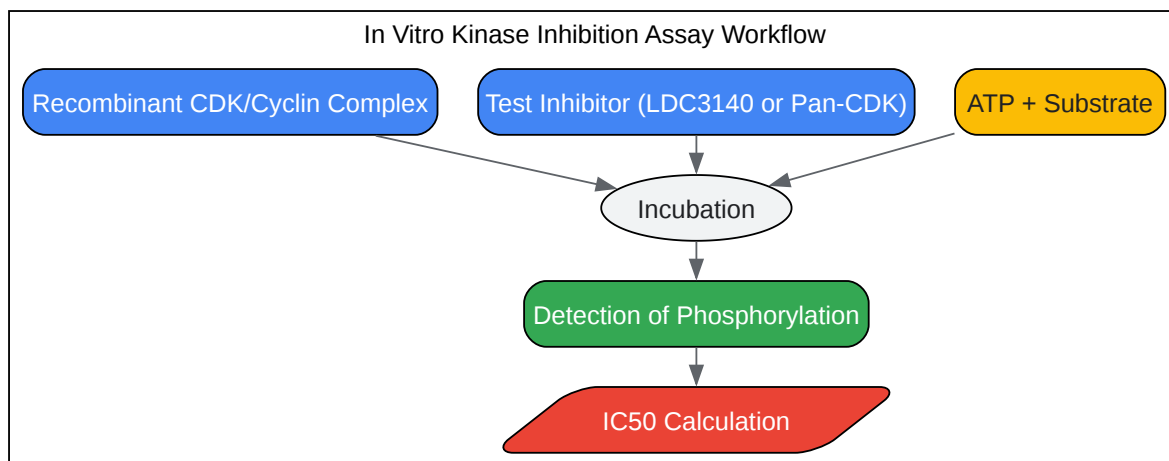 In Vitro Kinase Inhibition Assay Workflow
Recombinant CDK/Cyclin Complex
Test Inhibitor (LDC3140 or Pan-CDK)
ATP + Substrate
Incubation
Detection of Phosphorylation
IC50 Calculation